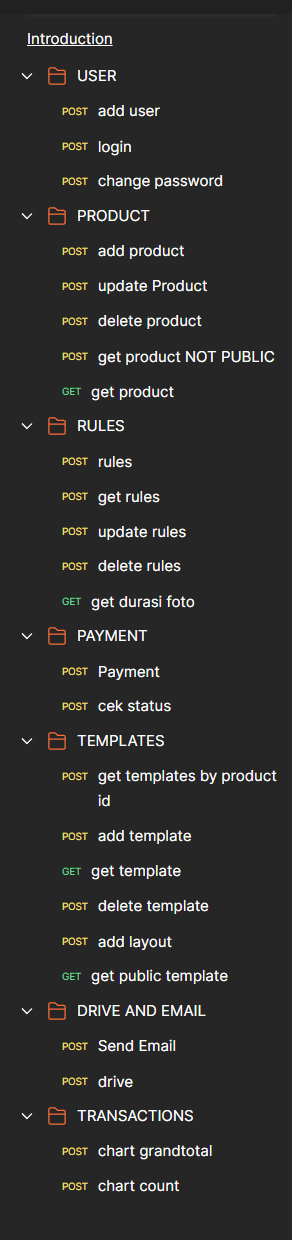 Introduction
USER
POST add user
POST login
POST change password
PRODUCT
POST add product
POST update Product
POST delete product
POST get product NOT PUBLIC
GET get product
RULES
POST rules
POST get rules
POST update rules
POST delete rules
GET get durasi foto
PAYMENT
POST Payment
POST cek status
TEMPLATES
POST get templates by product
id
POST add template
GET get template
POST delete template
POST add layout
GET get public template
DRIVE AND EMAIL
POST Send Email
POST drive
TRANSACTIONS
POST chart grandtotal
POST chart count